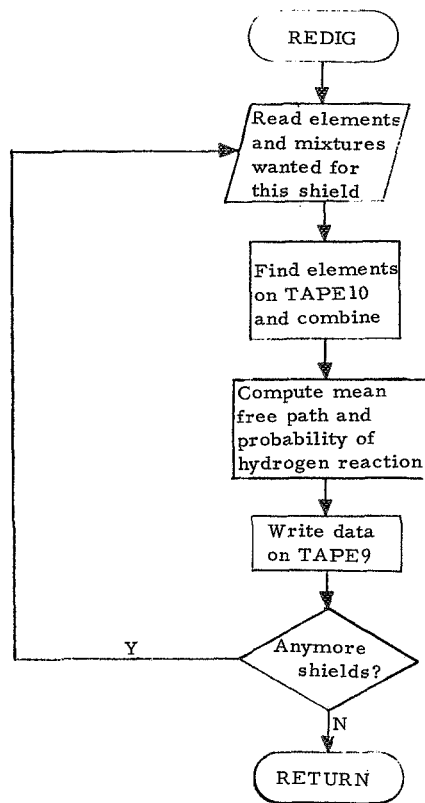 REDIG
Read elements
and mixtures
wanted for
this shield
Find elements
on TAPE10
and combine
Compute mean
free path and
probability of
hydrogen reaction
Write data
on TAPE9
Anymore
shields?
Y
N
RETURN